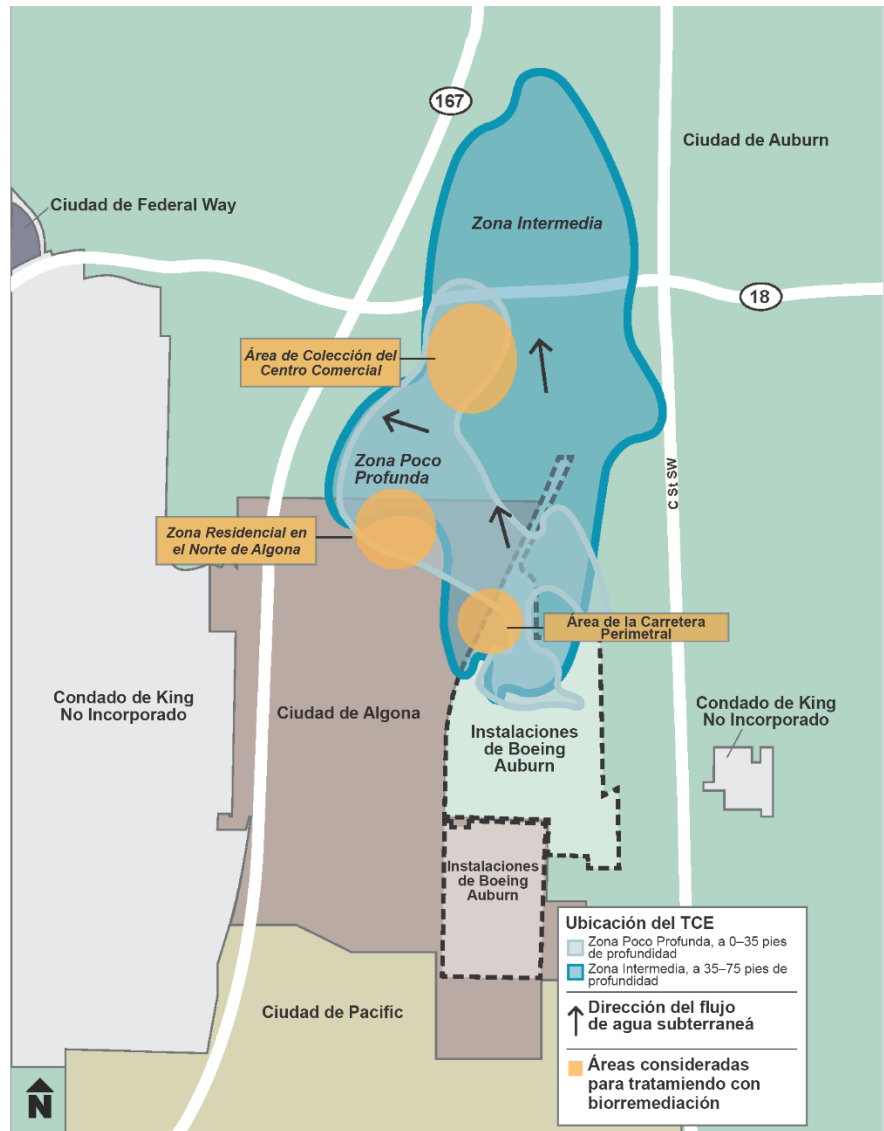 167
Ciudad de Auburn
Ciudad de Federal Way
Zona Intermedia
18
Área de Colección del
Centro Comercial
Zona Poco
Profunda
C St SW
Zona Residencial en
el Norte de Algona
Área de la Carretera
Perimetral
Condado de King
No Incorporado
Ciudad de Algona
Condado de King
No Incorporado
Instalaciones
de Boeing
Auburn
Instalaciones
de Boeing
Auburn
Ciudad de Pacific
Ubicación del TCE
Zona Poco Profunda, a 0–35 pies
de profundidad
Zona Intermedia, a 35–75 pies de
profundidad
Dirección del flujo
de agua subterraneá
Áreas consideradas
para tratamiendo con
biorremediación
N